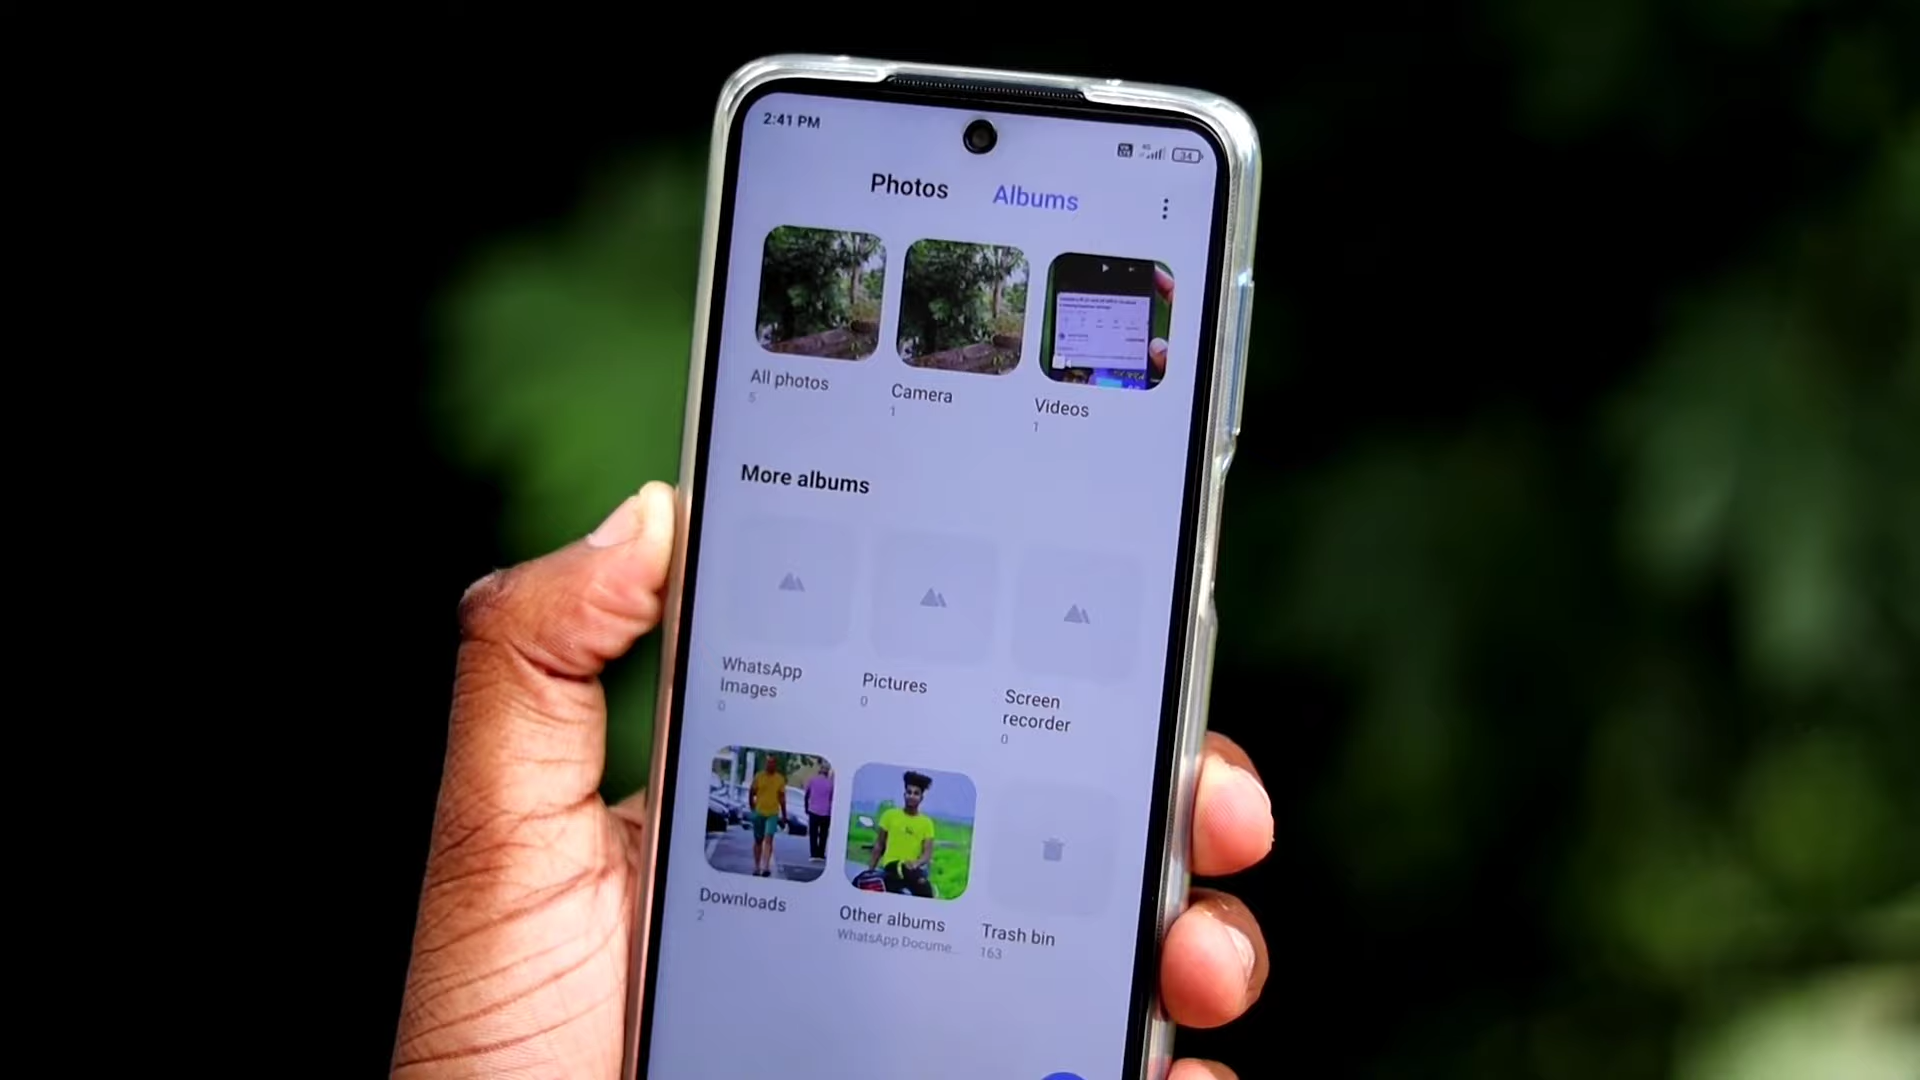 2:41 PM
34
Photos
Albums
All photos
5
Camera
1
Videos
1
More albums
WhatsApp
Images
0
Pictures
0
Screen
recorder
0
Downloads
2
Other albums
WhatsApp Docume...
Trash bin
163